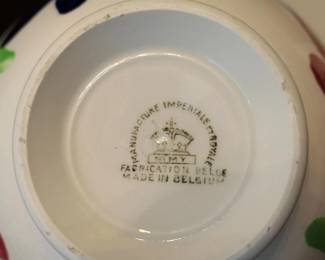 MANUFACTURE IMPERIALE ET ROYALE
NIMY
FABRICATION BELGE
MADE IN BELGIUM